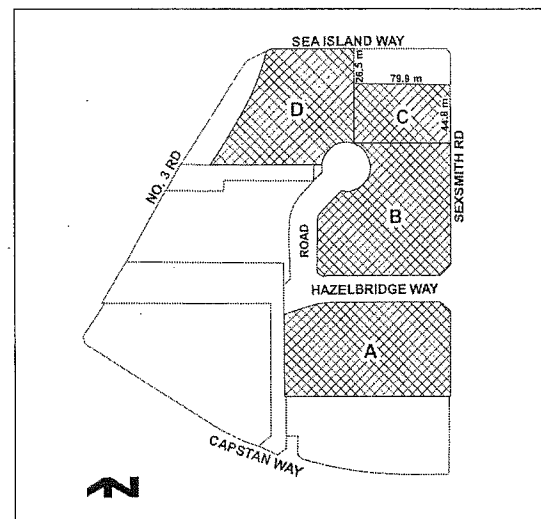 SEA ISLAND WAY
26.5 m
79.9 m
D
C
44.8 m
NO. 3 RD
SEXSMITH RD
B
ROAD
HAZELBRIDGE WAY
A
CAPSTAN WAY
N